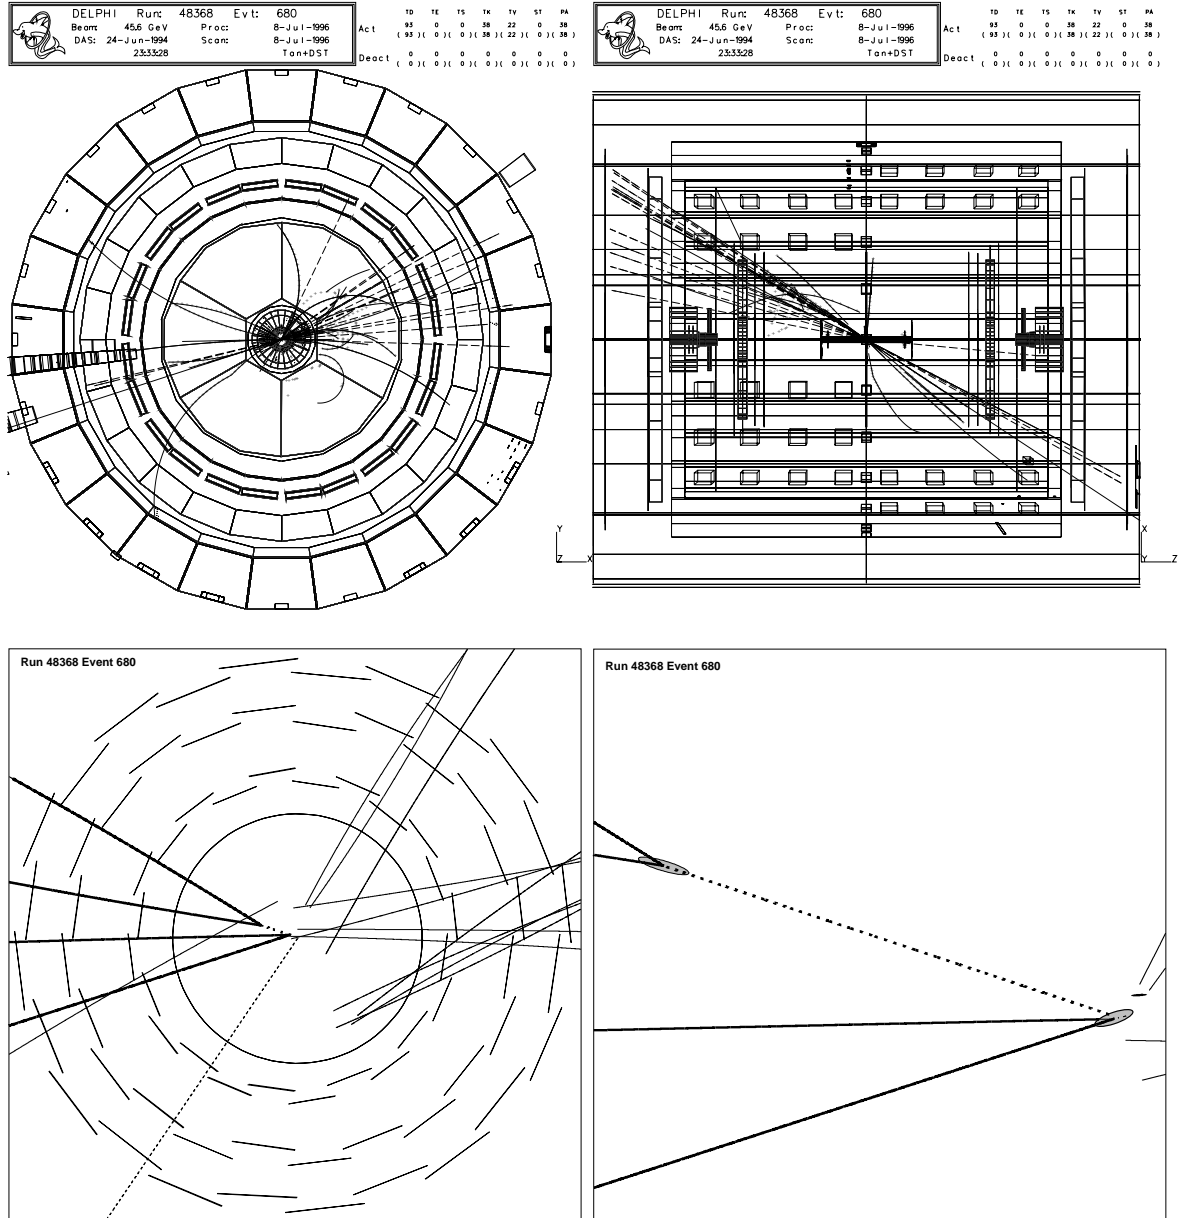 DELPHI Run: 48368 Evt: 680
Beam: 45.6 GeV Proc: 8-Jul-1996
DAS: 24-Jun-1994 Scan: 8-Jul-1996
23:33:28 Tan+DST
TD TE TS TK TV ST PA
Act 93 0 0 38 22 0 38
( 93 )( 0 )( 0 )( 38 )( 22 )( 0 )( 38 )
Deact 0 0 0 0 0 0 0
( 0 )( 0 )( 0 )( 0 )( 0 )( 0 )( 0 )
DELPHI Run: 48368 Evt: 680
Beam: 45.6 GeV Proc: 8-Jul-1996
DAS: 24-Jun-1994 Scan: 8-Jul-1996
23:33:28 Tan+DST
TD TE TS TK TV ST PA
Act 93 0 0 38 22 0 38
( 93 )( 0 )( 0 )( 38 )( 22 )( 0 )( 38 )
Deact 0 0 0 0 0 0 0
( 0 )( 0 )( 0 )( 0 )( 0 )( 0 )( 0 )
Y
Z X
X
Y Z
Run 48368 Event 680
Run 48368 Event 680